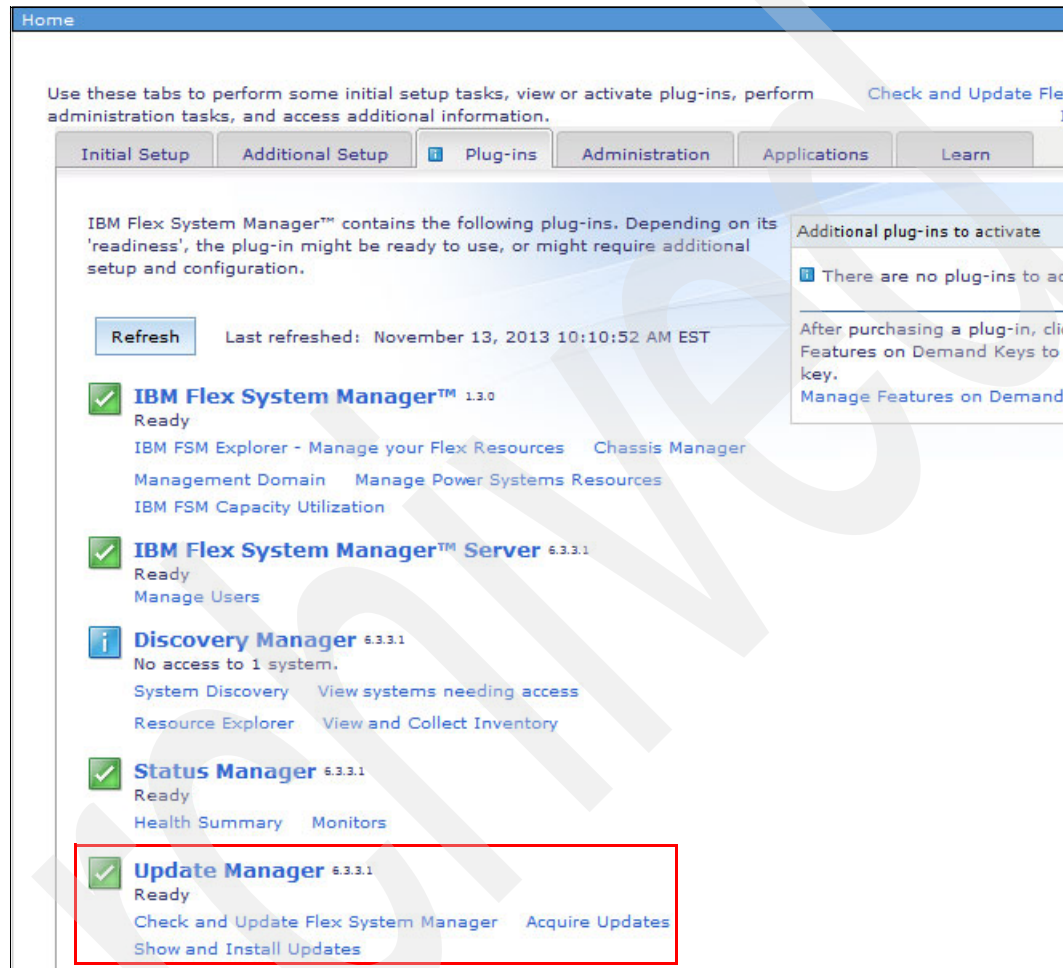 Home
Use these tabs to perform some initial setup tasks, view or activate plug-ins, perform
administration tasks, and access additional information.
Check and Update Fle
Initial Setup
Additional Setup
Plug-ins
Administration
Applications
Learn
IBM Flex System Manager™ contains the following plug-ins. Depending on its
'readiness', the plug-in might be ready to use, or might require additional
setup and configuration.
Refresh
Last refreshed: November 13, 2013 10:10:52 AM EST
IBM Flex System Manager™ 1.3.0
Ready
IBM FSM Explorer - Manage your Flex Resources Chassis Manager
Management Domain Manage Power Systems Resources
IBM FSM Capacity Utilization
IBM Flex System Manager™ Server 6.3.3.1
Ready
Manage Users
Discovery Manager 6.3.3.1
No access to 1 system.
System Discovery View systems needing access
Resource Explorer View and Collect Inventory
Status Manager 6.3.3.1
Ready
Health Summary Monitors
Update Manager 6.3.3.1
Ready
Check and Update Flex System Manager Acquire Updates
Show and Install Updates
Additional plug-ins to activate
There are no plug-ins to ac
After purchasing a plug-in, cli
Features on Demand Keys to
key.
Manage Features on Demand